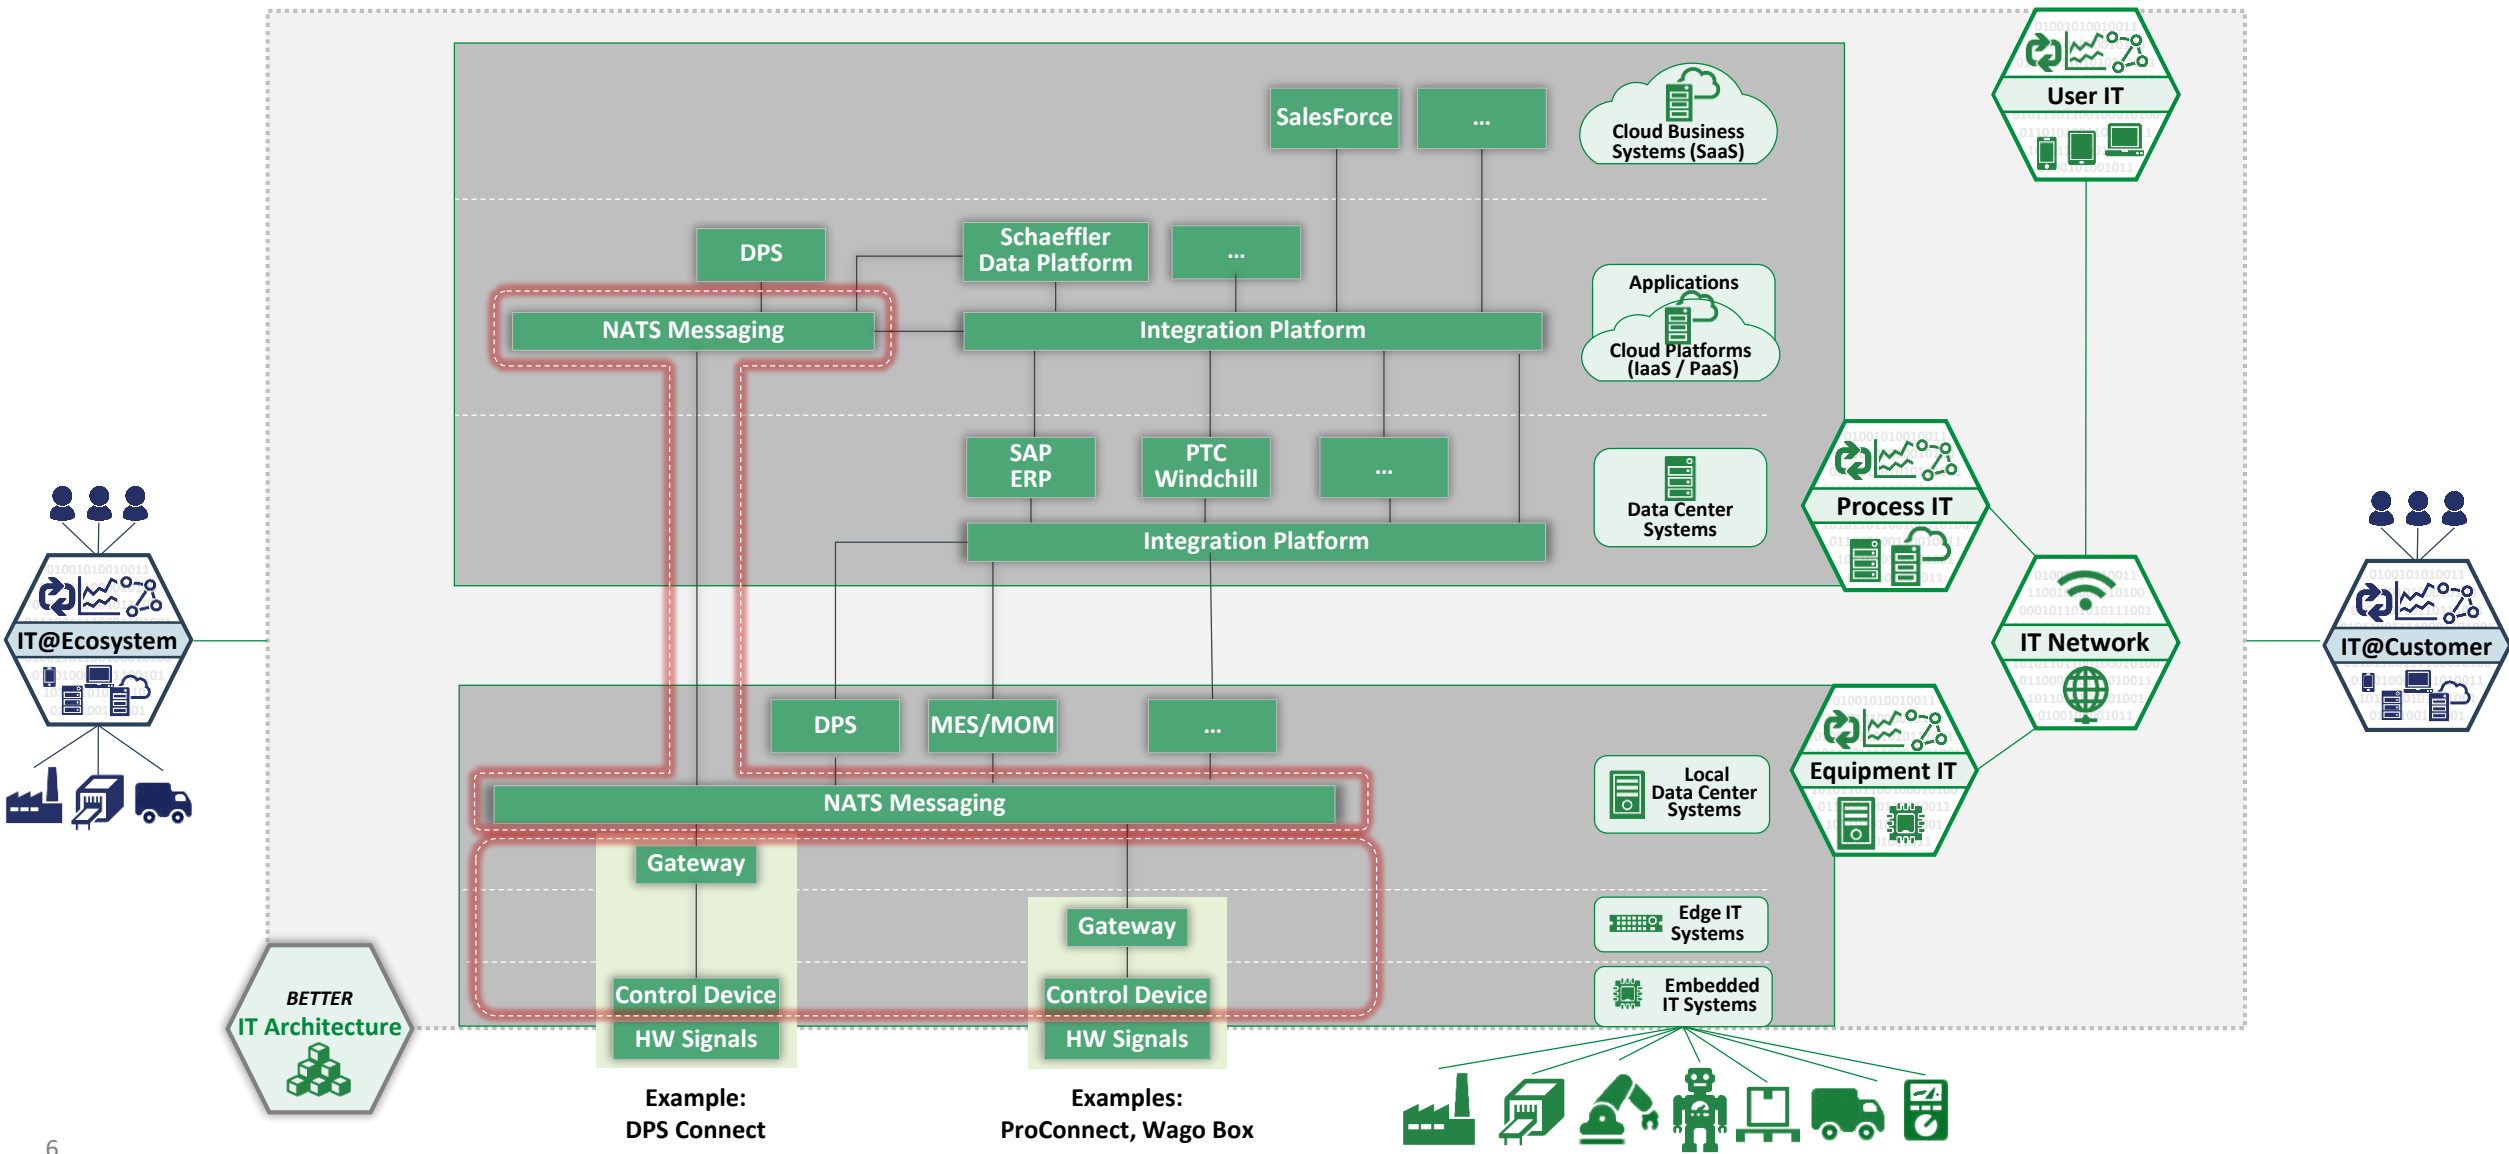 User IT
SalesForce
...
Cloud Business
Systems (SaaS)
DPS
Schaeffler
Data Platform
...
Applications
NATS Messaging
Integration Platform
Cloud Platforms
(IaaS / PaaS)
SAP
ERP
PTC
Windchill
...
Data Center
Systems
Process IT
Integration Platform
IT@Ecosystem
IT Network
IT@Customer
DPS
MES/MOM
...
Equipment IT
Local
Data Center
Systems
NATS Messaging
Gateway
Gateway
Edge IT
Systems
Control Device
Control Device
Embedded
IT Systems
BETTER
IT Architecture
HW Signals
HW Signals
Example:
DPS Connect
Examples:
ProConnect, Wago Box
6